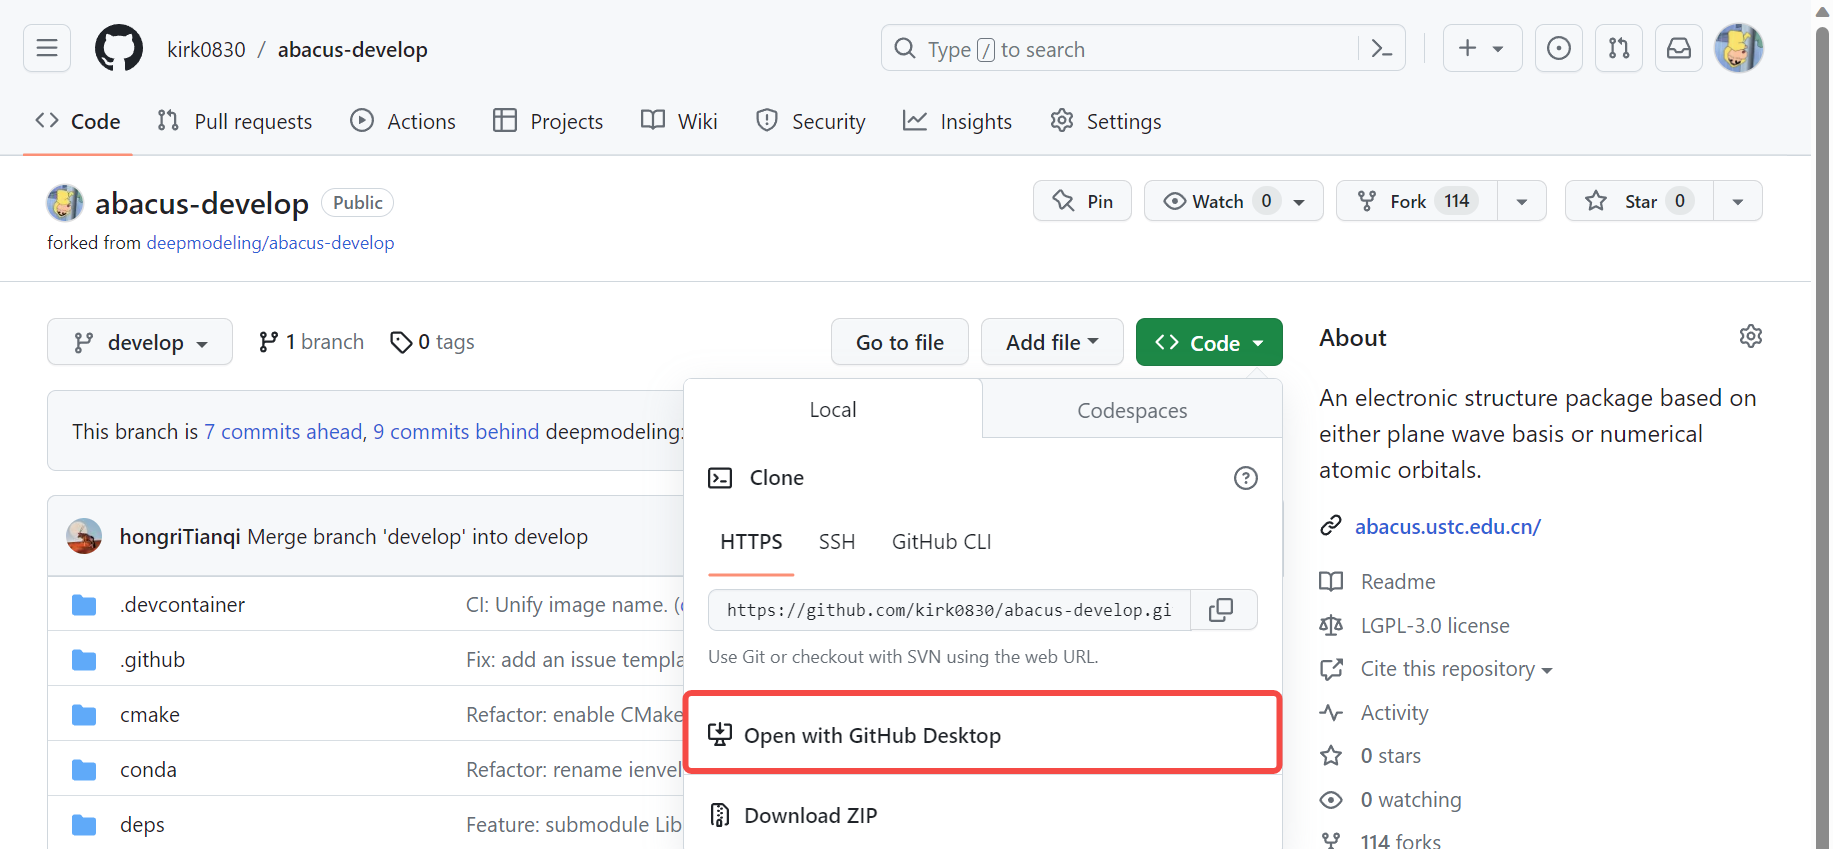 kirk0830 / abacus-develop
Type / to search
Code
Pull requests
Actions
Projects
Wiki
Security
Insights
Settings
abacus-develop Public
forked from deepmodeling/abacus-develop
Pin
Watch 0
Fork 114
Star 0
develop
1 branch
0 tags
Go to file
Add file
Code
This branch is 7 commits ahead, 9 commits behind deepmodeling:
hongriTianqi Merge branch 'develop' into develop
.devcontainer CI: Unify image name. (
.github Fix: add an issue templa
cmake Refactor: enable CMake
conda Refactor: rename ienvel
deps Feature: submodule Lib
Local
Codespaces
Clone
HTTPS
SSH
GitHub CLI
https://github.com/kirk0830/abacus-develop.gi
Use Git or checkout with SVN using the web URL.
Open with GitHub Desktop
Download ZIP
About
An electronic structure package based on
either plane wave basis or numerical
atomic orbitals.
abacus.ustc.edu.cn/
Readme
LGPL-3.0 license
Cite this repository
Activity
0 stars
0 watching
114 forks